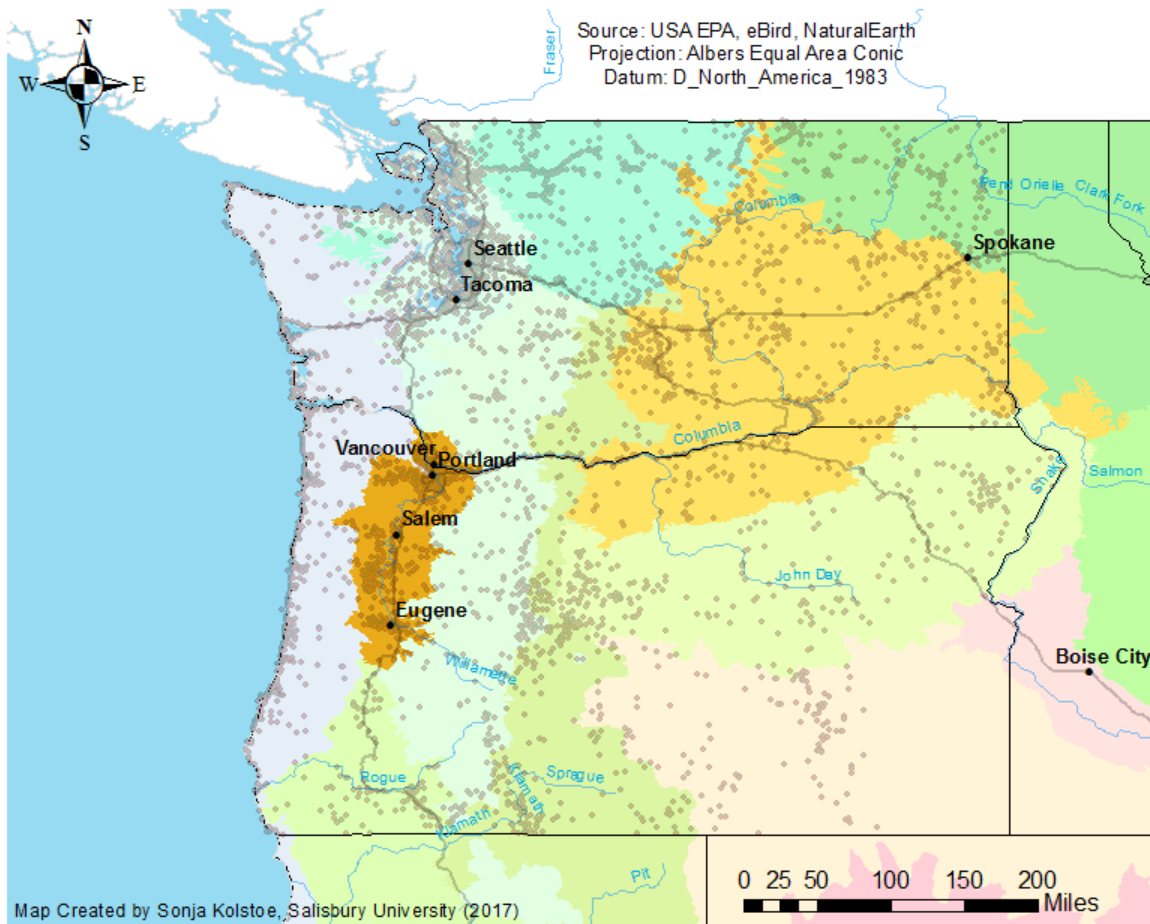 Source: USA EPA, eBird, NaturalEarth
Projection: Albers Equal Area Conic
Datum: D_North_America_1983
N
W
E
S
Fraser
Pend Orielle
Clark Fork
Columbia
Seattle
Spokane
Tacoma
Columbia
Vancouver
Portland
Snake
Salmon
Salem
John Day
Eugene
Willamette
Boise City
Rogue
Klamath
Sprague
Klamath
Pit
0 25 50 100 150 200
Miles
Map Created by Sonja Kolstoe, Salisbury University (2017)